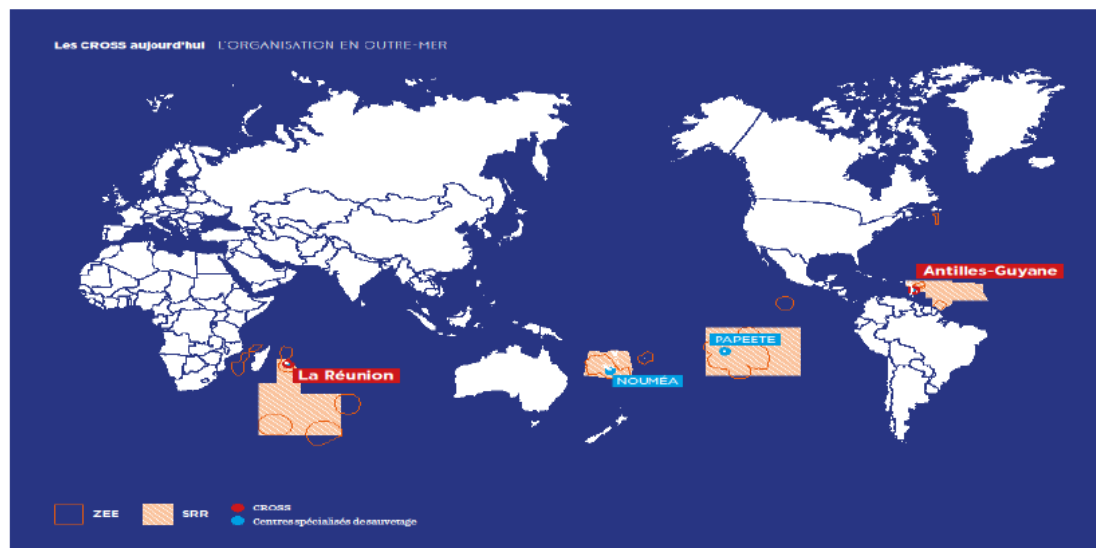 Les CROSS aujourd'hui L'ORGANISATION EN OUTRE-MER
Antilles-Guyane
PAPEETE
La Réunion
NOUMÉA
ZEE
SRR
CROSS
Centres spécialisés de sauvetage